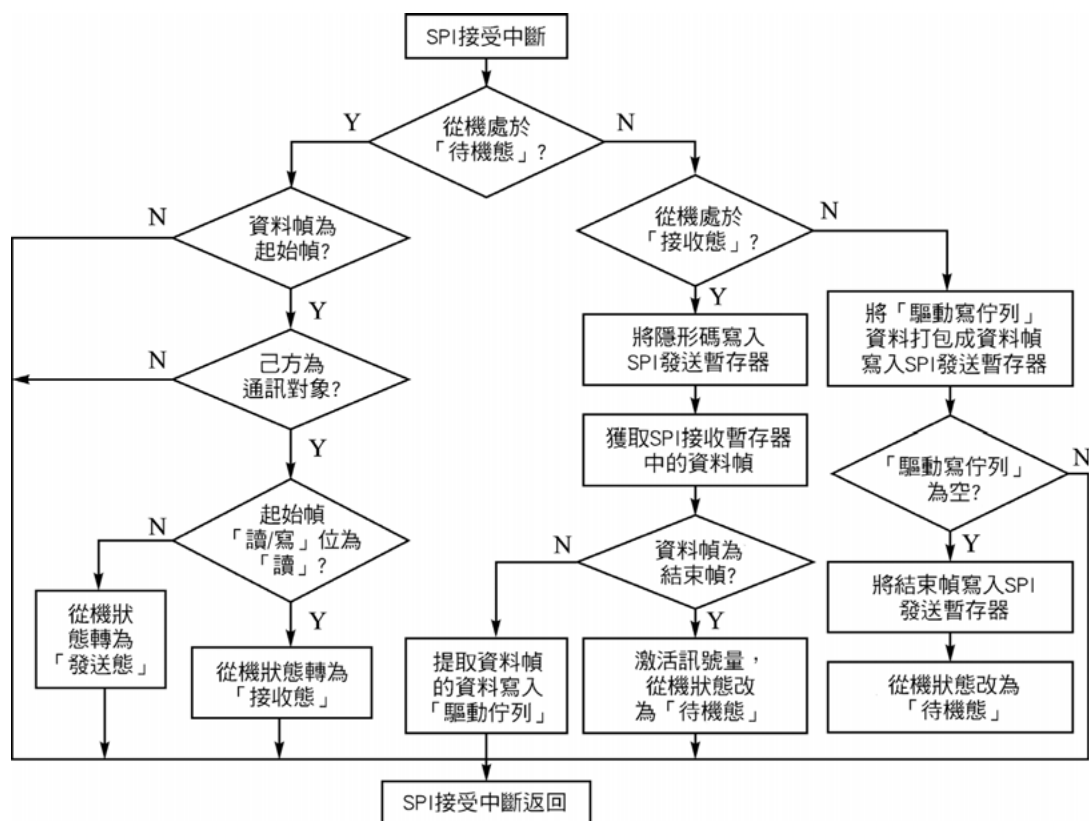 SPI接受中斷
Y
N
從機處於
「待機態」?
N
資料幀為
起始幀?
從機處於
「接收態」?
N
Y
Y
將「驅動寫佇列」
資料打包成資料幀
寫入SPI發送暫存器
將隱形碼寫入
SPI發送暫存器
N
己方為
通訊對象?
獲取SPI接收暫存器
中的資料幀
Y
「驅動寫佇列」
為空?
N
N
起始幀
「讀/寫」位為
「讀」?
N
資料幀為
結束幀?
Y
將結束幀寫入SPI
發送暫存器
從機狀
態轉為
「發送態」
Y
Y
從機狀態轉為
「接收態」
提取資料幀
的資料寫入
「驅動佇列」
激活訊號量，
從機狀態改
為「待機態」
從機狀態改為
「待機態」
SPI接受中斷返回